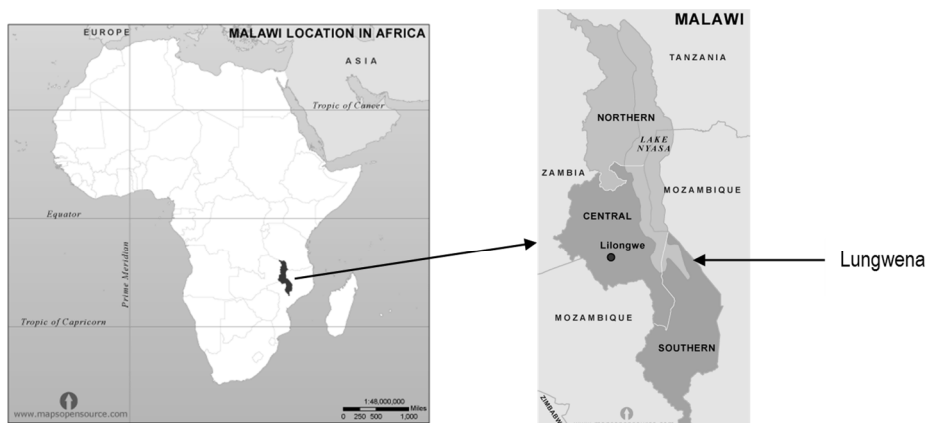 EUROPE
MALAWI LOCATION IN AFRICA
ASIA
Tropic of Cancer
Equator
Prime Meridian
Tropic of Capricorn
www.mapsopensource.com
1:48,000,000
Miles
0 250 500 1,000
MALAWI
TANZANIA
NORTHERN
LAKE
NYASA
ZAMBIA
MOZAMBIQUE
CENTRAL
Lilongwe
Lungwena
MOZAMBIQUE
SOUTHERN
ZIMBABW